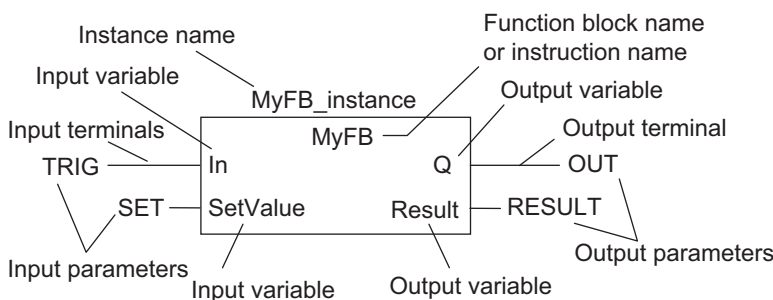 Function block name
or instruction name
Instance name
Input variable
Output variable
MyFB_instance
MyFB
Input terminals
Output terminal
TRIG
In
Q
OUT
SET
SetValue
Result
RESULT
Input parameters
Output parameters
Input variable
Output variable